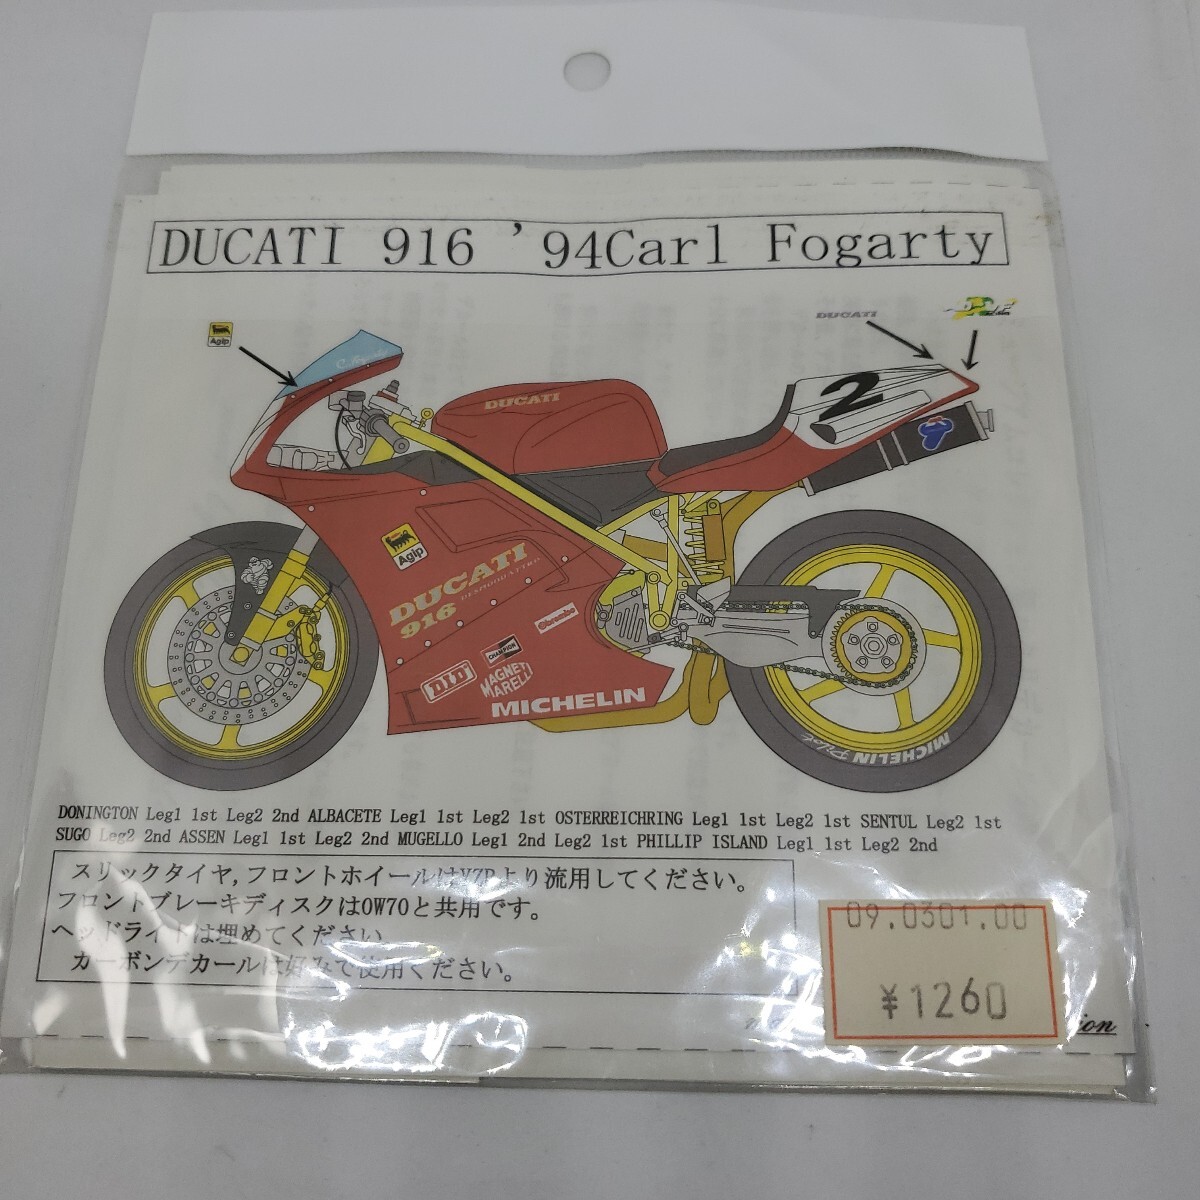 DUCATI 916 '94Carl Fogarty
Agip
DUCATI
DUCATI
2
Agip
DUCATI
DESMOQUATTRO
916
Brembo
CHAMPION
D.I.D
MAGNETI
MARELLI
MICHELIN
MICHELIN Pilot
DONINGTON Leg1 1st Leg2 2nd ALBACETE Leg1 1st Leg2 1st OSTERREICHRING Leg1 1st Leg2 1st SENTUL Leg2 1st
SUGO Leg2 2nd ASSEN Leg1 1st Leg2 2nd MUGELLO Leg1 2nd Leg2 1st PHILLIP ISLAND Leg1 1st Leg2 2nd
スリックタイヤ,フロントホイールはYZRより流用してください。
フロントブレーキディスクはOW70と共用です。
ヘッドライトは埋めてください。
カーボンデカールは好みで使用ください。
09.0301.00
¥1260